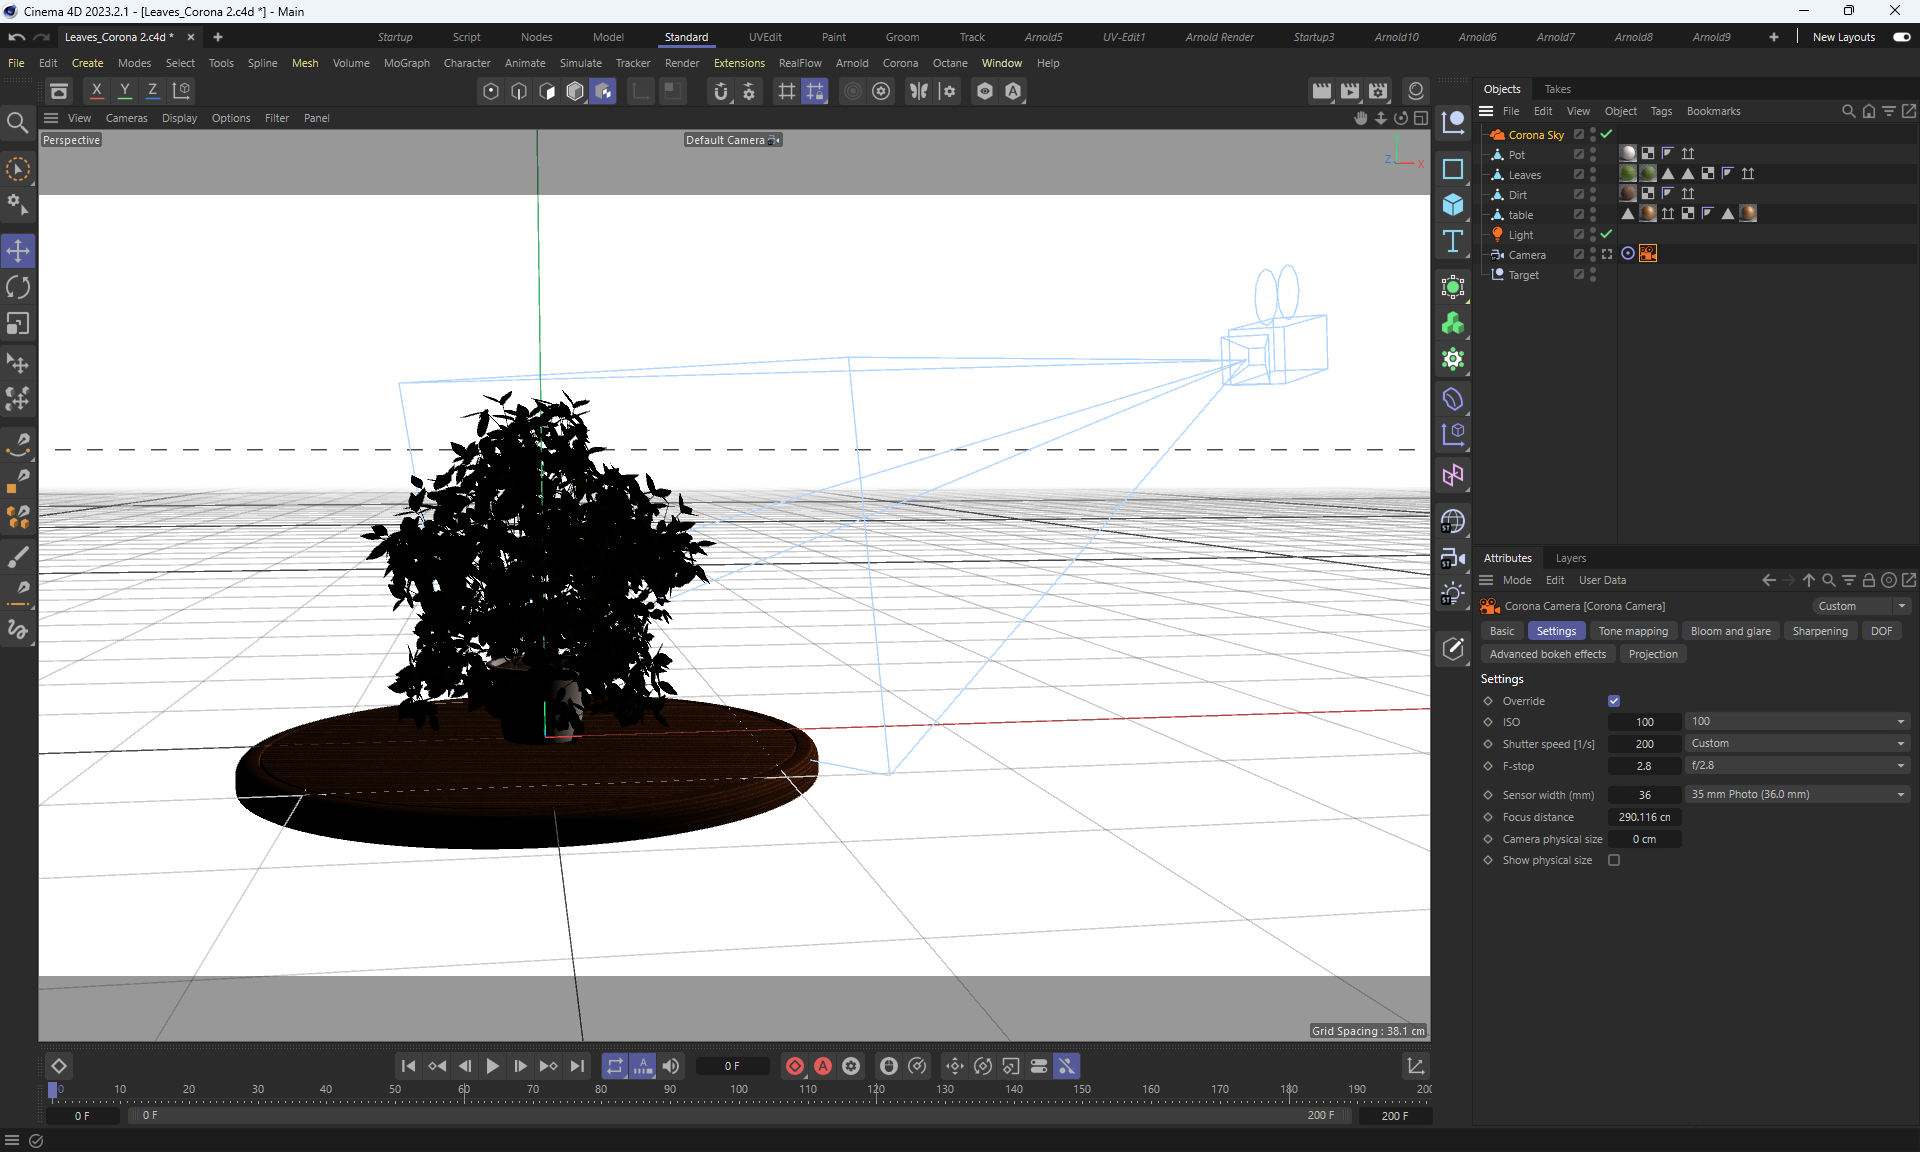 Cinema 4D 2023.2.1 - [Leaves_Corona 2.c4d *] - Main
Leaves_Corona 2.c4d *
Startup Script Nodes Model Standard UVEdit Paint Groom Track Arnold5 UV-Edit1 Arnold Render Startup3 Arnold10 Arnold6 Arnold7 Arnold8 Arnold9 New Layouts
File Edit Create Modes Select Tools Spline Mesh Volume MoGraph Character Animate Simulate Tracker Render Extensions RealFlow Arnold Corona Octane Window Help
X Y Z
View Cameras Display Options Filter Panel
Perspective
Default Camera
Z X
Grid Spacing : 38.1 cm
Objects Takes
File Edit View Object Tags Bookmarks
Corona Sky
Pot
Leaves
Dirt
table
Light
Camera
Target
Attributes Layers
Mode Edit User Data
Corona Camera [Corona Camera] Custom
Basic Settings Tone mapping Bloom and glare Sharpening DOF
Advanced bokeh effects Projection
Settings
Override
ISO 100 100
Shutter speed [1/s] 200 Custom
F-stop 2.8 f/2.8
Sensor width (mm) 36 35 mm Photo (36.0 mm)
Focus distance 290.116 cm
Camera physical size 0 cm
Show physical size
0 F
0 10 20 30 40 50 60 70 80 90 100 110 120 130 140 150 160 170 180 190 200
0 F 0 F 200 F 200 F